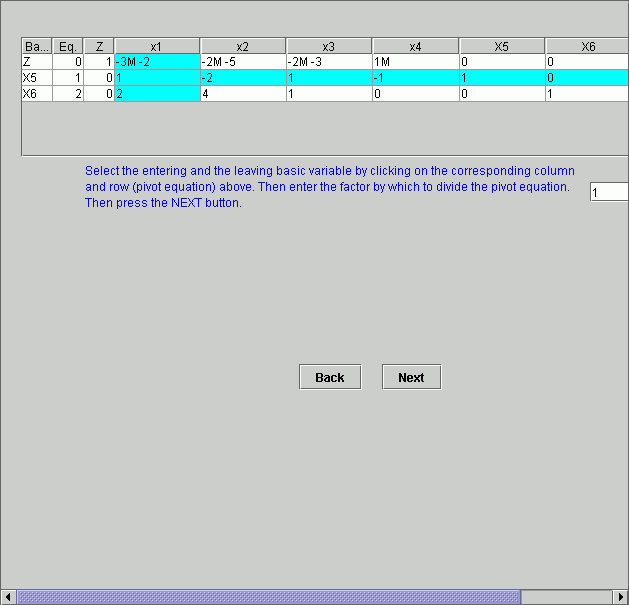 Ba... Eq. Z x1 x2 x3 x4 X5 X6
Z 0 1 -3M -2 -2M -5 -2M -3 1M 0 0
X5 1 0 1 -2 1 -1 1 0
X6 2 0 2 4 1 0 0 1
Select the entering and the leaving basic variable by clicking on the corresponding column
and row (pivot equation) above. Then enter the factor by which to divide the pivot equation.
Then press the NEXT button.
1
Back Next